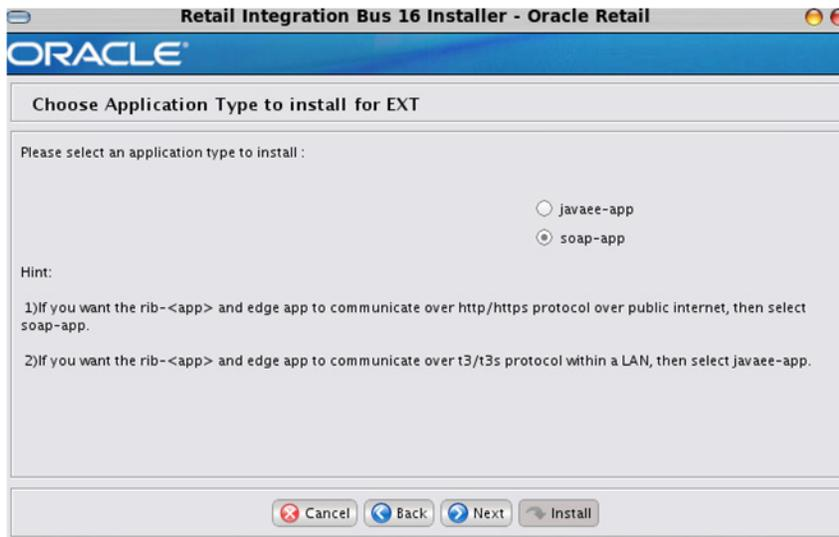 Retail Integration Bus 16 Installer - Oracle Retail
ORACLE®
Choose Application Type to install for EXT
Please select an application type to install :
javaee-app
soap-app
Hint:
1)If you want the rib-<app> and edge app to communicate over http/https protocol over public internet, then select
soap-app.
2)If you want the rib-<app> and edge app to communicate over t3/t3s protocol within a LAN, then select javaee-app.
Cancel Back Next Install